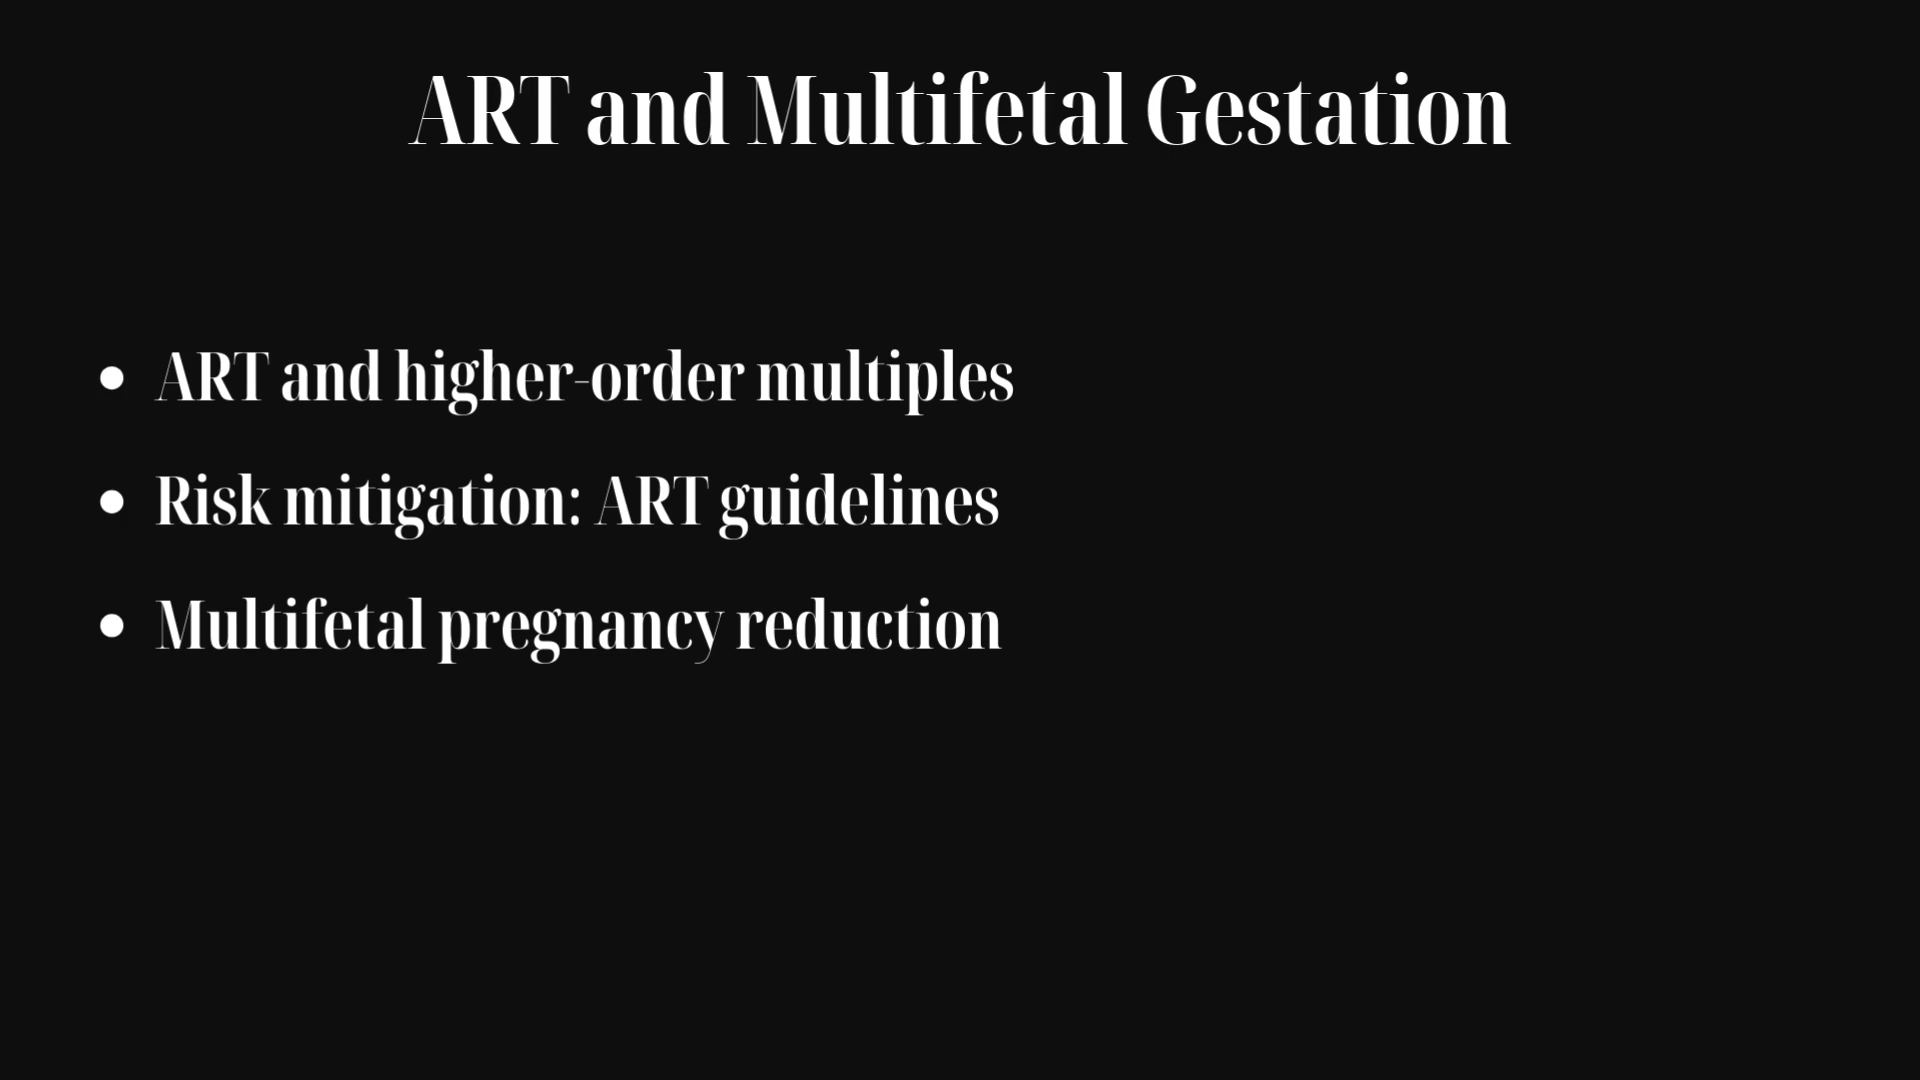 ART and Multifetal Gestation
• ART and higher-order multiples
• Risk mitigation: ART guidelines
• Multifetal pregnancy reduction